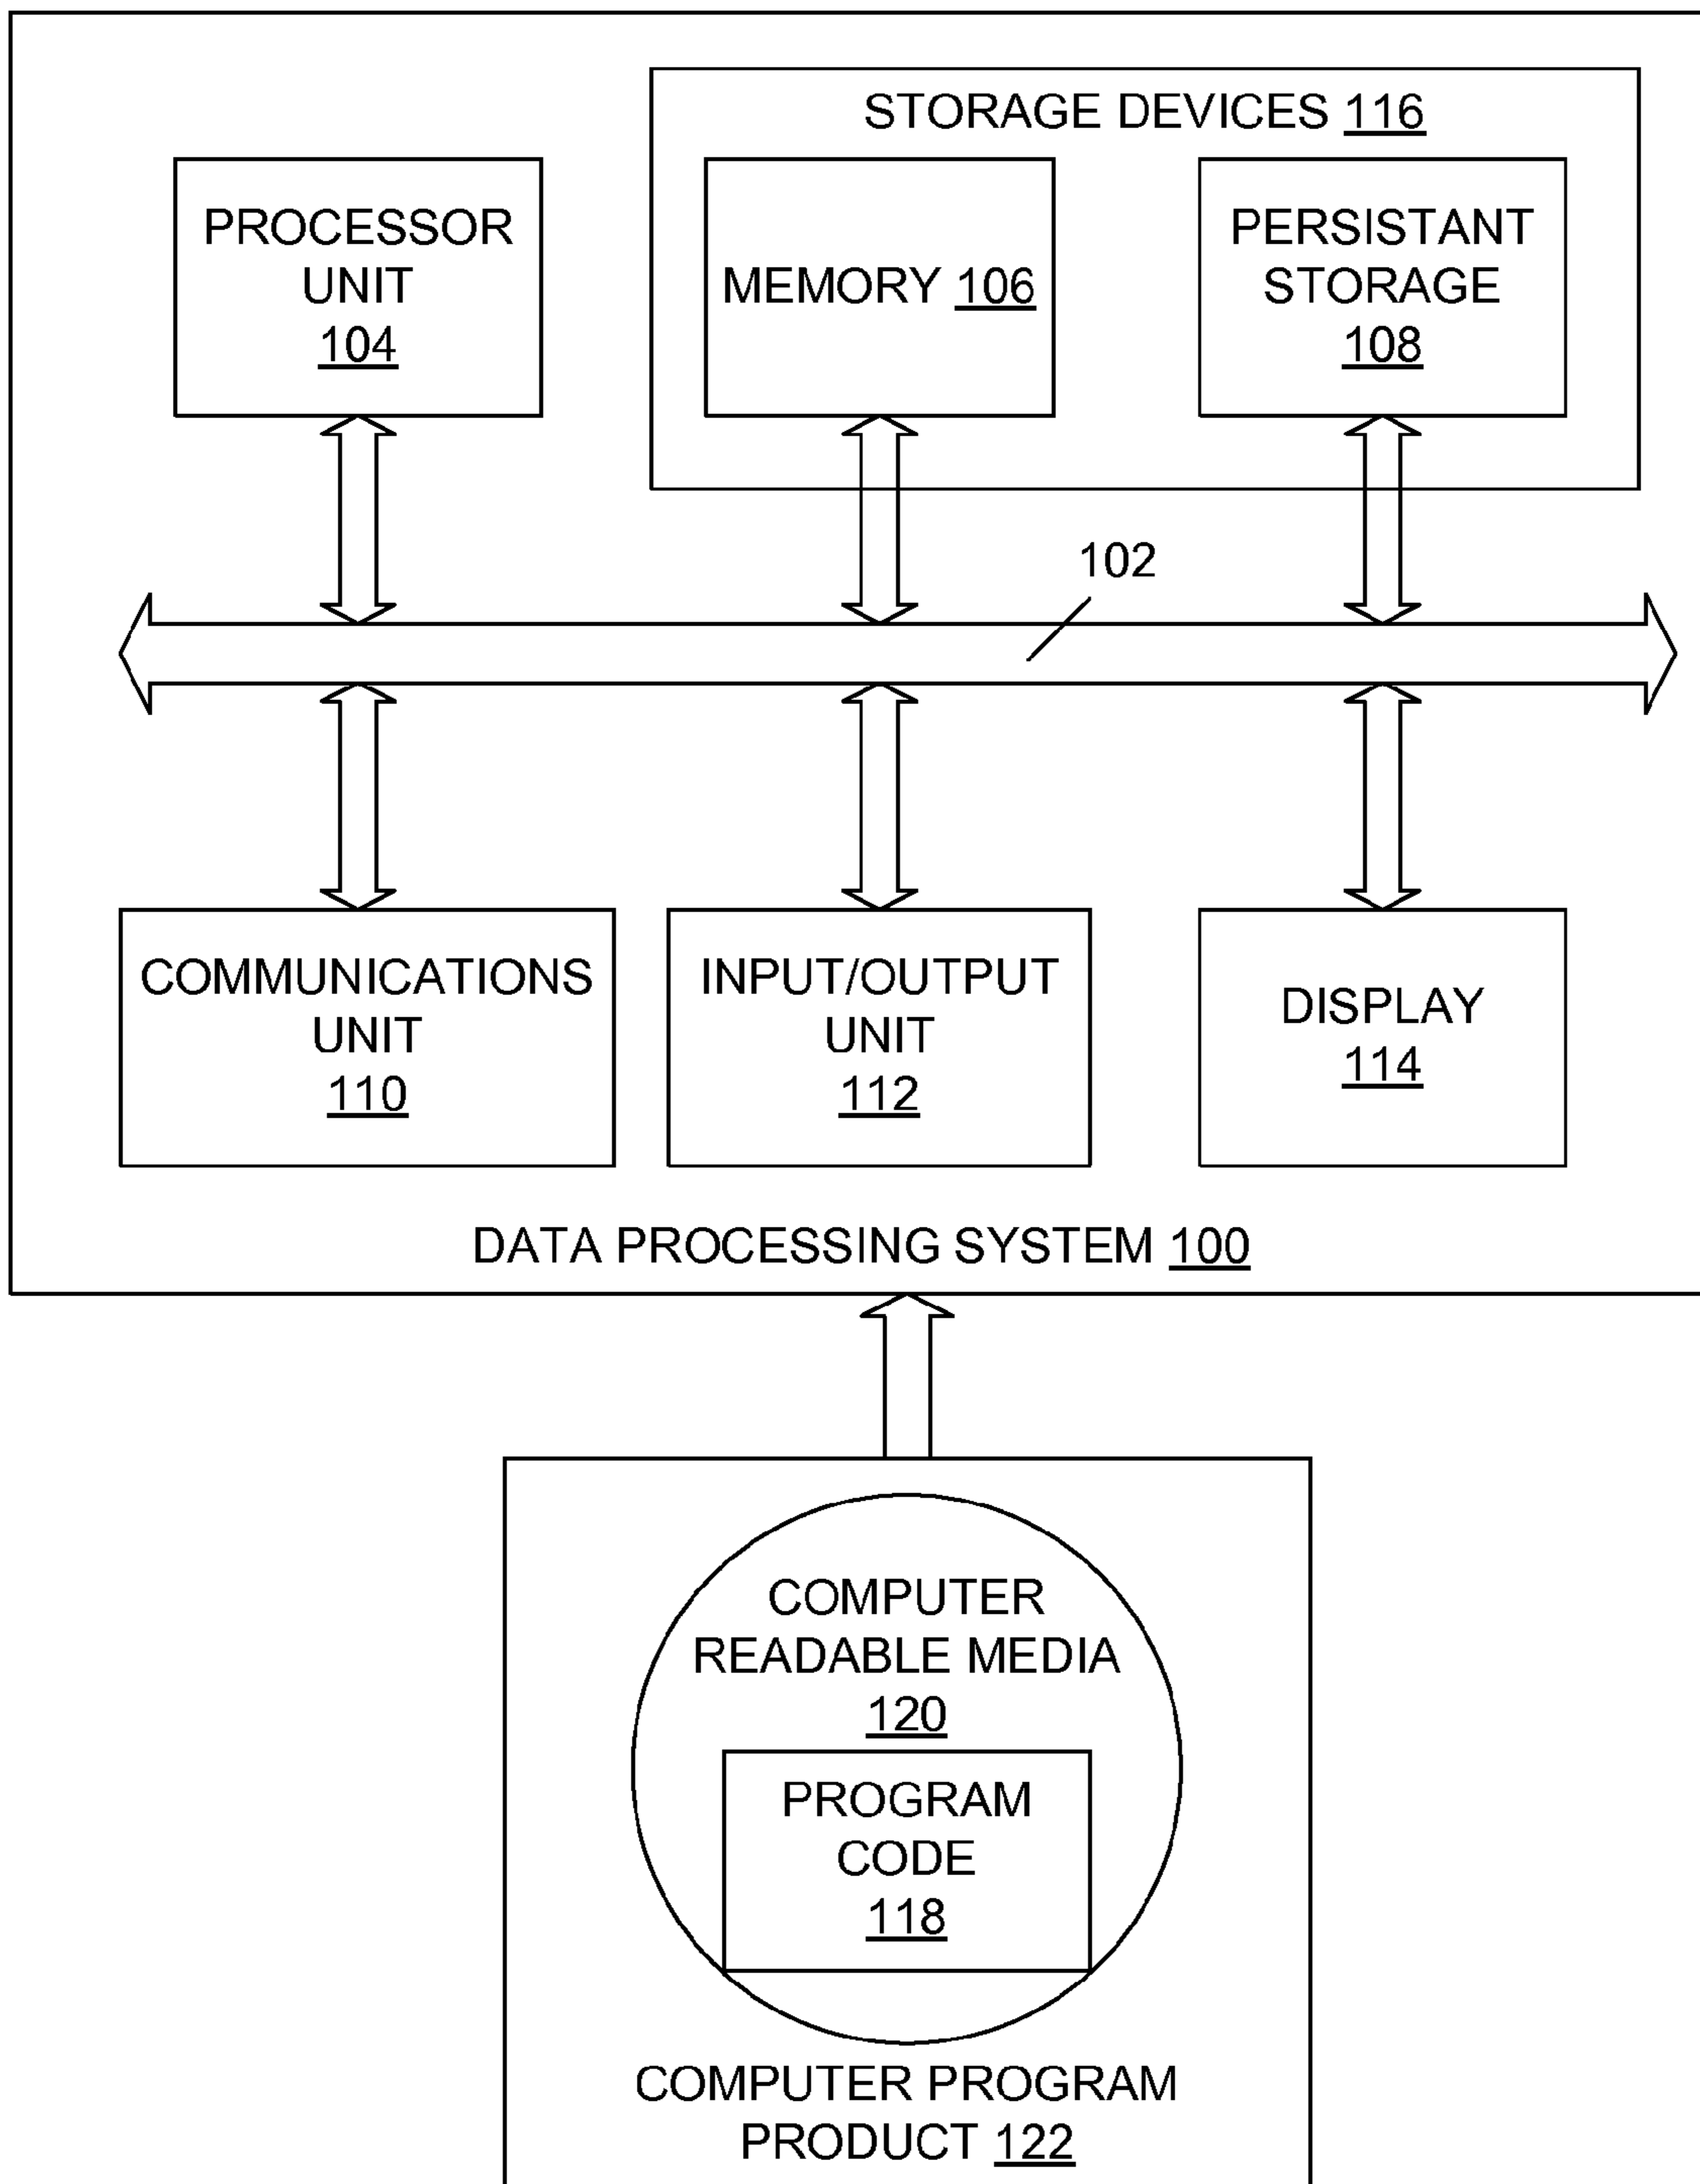 STORAGE DEVICES 116
PROCESSOR
UNIT
104
MEMORY 106
PERSISTANT
STORAGE
108
102
COMMUNICATIONS
UNIT
110
INPUT/OUTPUT
UNIT
112
DISPLAY
114
DATA PROCESSING SYSTEM 100
COMPUTER
READABLE MEDIA
120
PROGRAM
CODE
118
COMPUTER PROGRAM
PRODUCT 122